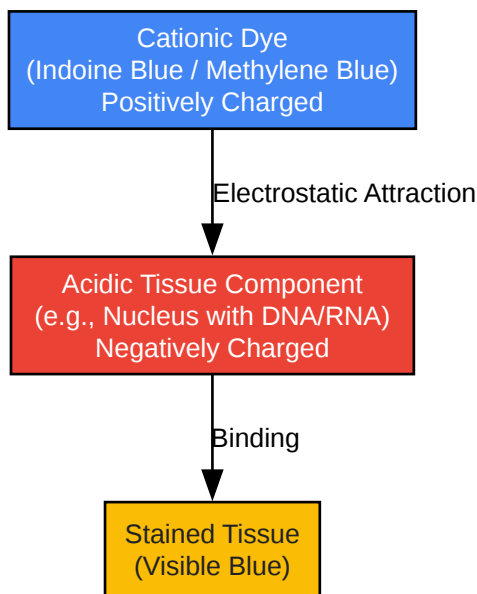 Cationic Dye
(Indoine Blue / Methylene Blue)
Positively Charged
Electrostatic Attraction
Acidic Tissue Component
(e.g., Nucleus with DNA/RNA)
Negatively Charged
Binding
Stained Tissue
(Visible Blue)